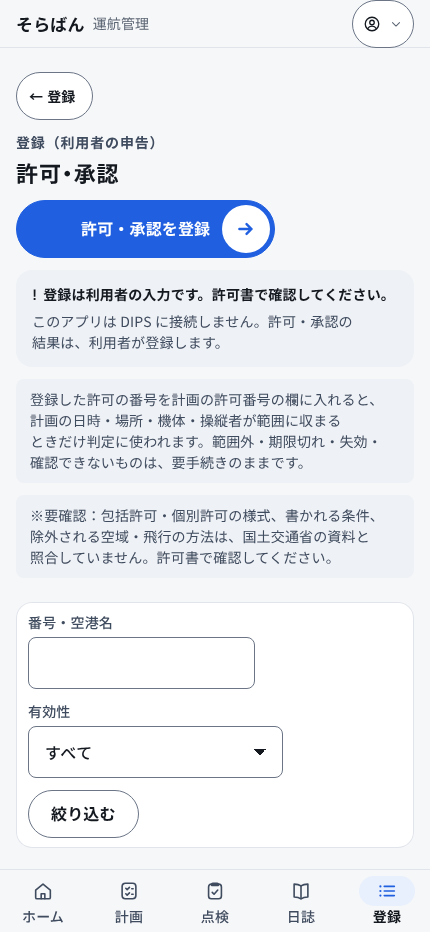 そらばん 運航管理
← 登録
登録（利用者の申告）
許可・承認
許可・承認を登録 →
! 登録は利用者の入力です。許可書で確認してください。
このアプリは DIPS に接続しません。許可・承認の
結果は、利用者が登録します。
登録した許可の番号を計画の許可番号の欄に入れると、
計画の日時・場所・機体・操縦者が範囲に収まる
ときだけ判定に使われます。範囲外・期限切れ・失効・
確認できないものは、要手続きのままです。
※要確認：包括許可・個別許可の様式、書かれる条件、
除外される空域・飛行の方法は、国土交通省の資料と
照合していません。許可書で確認してください。
番号・空港名
有効性
すべて
絞り込む
ホーム 計画 点検 日誌 登録